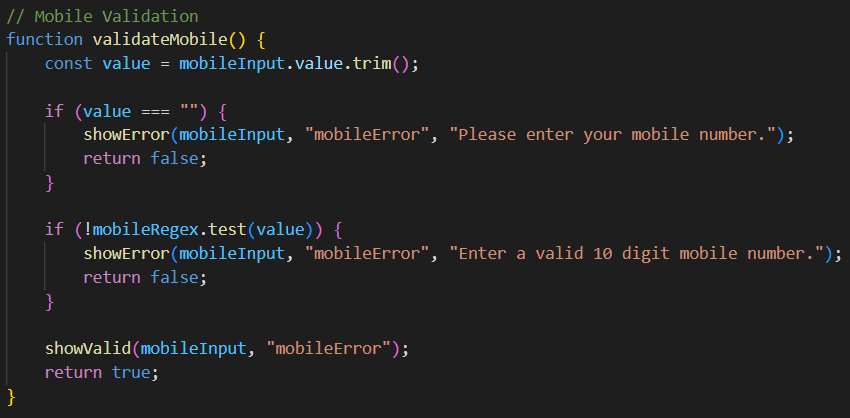 // Mobile Validation
function validateMobile() {
    const value = mobileInput.value.trim();

    if (value === "") {
        showError(mobileInput, "mobileError", "Please enter your mobile number.");
        return false;
    }

    if (!mobileRegex.test(value)) {
        showError(mobileInput, "mobileError", "Enter a valid 10 digit mobile number.");
        return false;
    }

    showValid(mobileInput, "mobileError");
    return true;
}